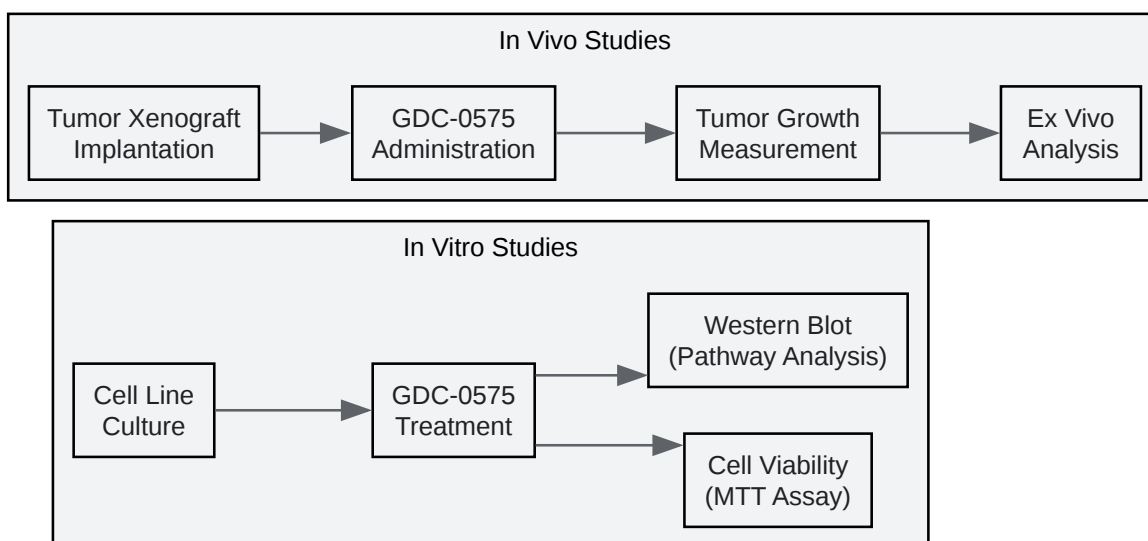 In Vivo Studies
Tumor Xenograft
Implantation
GDC-0575
Administration
Tumor Growth
Measurement
Ex Vivo
Analysis
In Vitro Studies
Cell Line
Culture
GDC-0575
Treatment
Western Blot
(Pathway Analysis)
Cell Viability
(MTT Assay)